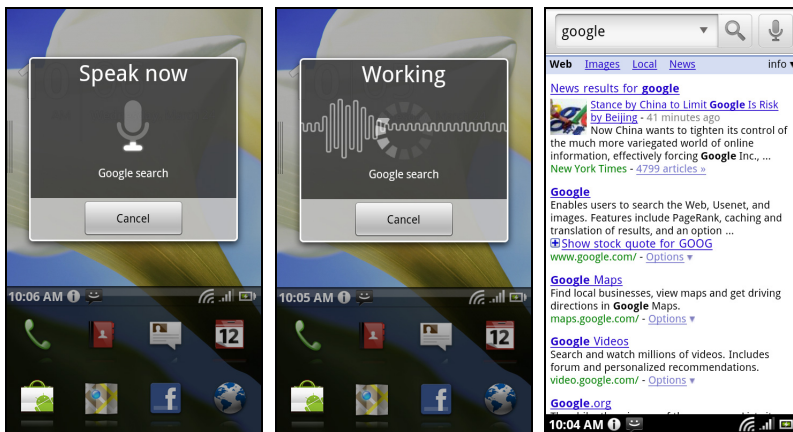 Speak now
Google search
Cancel
10:06 AM
12
Working
Google search
Cancel
10:05 AM
12
google
Web Images Local News info ▾
News results for google
Stance by China to Limit Google Is Risk
by Beijing - 41 minutes ago
Now China wants to tighten its control of
the much more variegated world of online
information, effectively forcing Google Inc., ...
New York Times - 4799 articles »
Google
Enables users to search the Web, Usenet, and
images. Features include PageRank, caching and
translation of results, and an option ...
Show stock quote for GOOG
www.google.com/ - Options ▾
Google Maps
Find local businesses, view maps and get driving
directions in Google Maps.
maps.google.com/ - Options ▾
Google Videos
Search and watch millions of videos. Includes
forum and personalized recommendations.
video.google.com/ - Options ▾
Google.org
10:04 AM